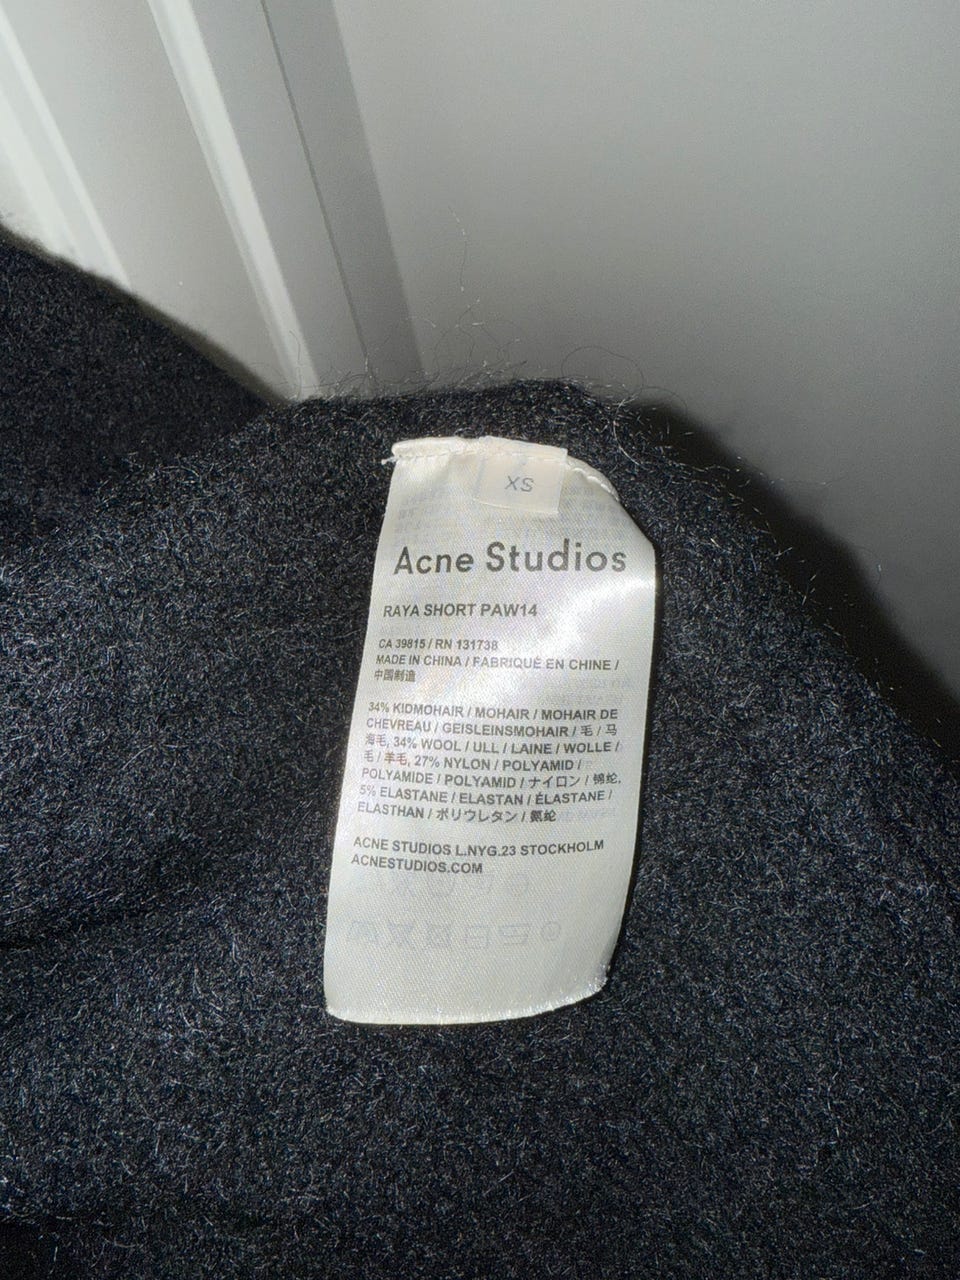 XS
Acne Studios
RAYA SHORT PAW14
CA 39815 / RN 131738
MADE IN CHINA / FABRIQUÉ EN CHINE /
中国制造
34% KIDMOHAIR / MOHAIR / MOHAIR DE
CHEVREAU / GEISLEINSMOHAIR / 毛 / 马
海毛, 34% WOOL / ULL / LAINE / WOLLE /
毛 / 羊毛, 27% NYLON / POLYAMID /
POLYAMIDE / POLYAMID / ナイロン / 锦纶,
5% ELASTANE / ELASTAN / ÉLASTANE /
ELASTHAN / ポリウレタン / 氨纶
ACNE STUDIOS L.NYG.23 STOCKHOLM
ACNESTUDIOS.COM